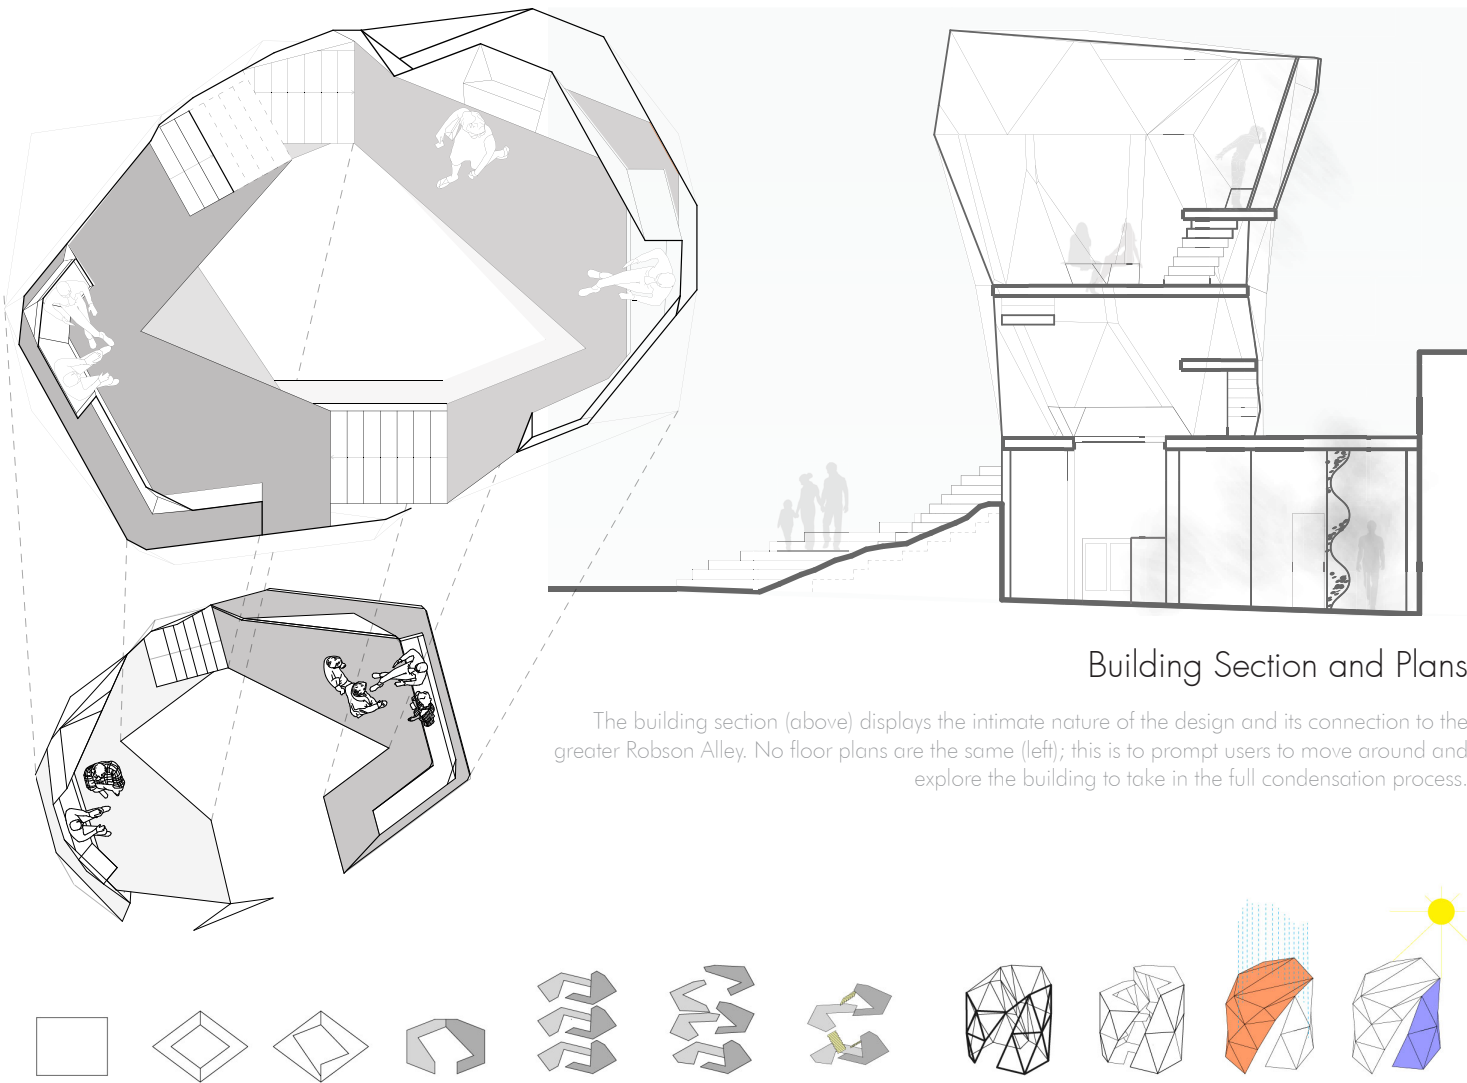 Building Section and Plans
The building section (above) displays the intimate nature of the design and its connection to the
greater Robson Alley. No floor plans are the same (left); this is to prompt users to move around and
explore the building to take in the full condensation process.